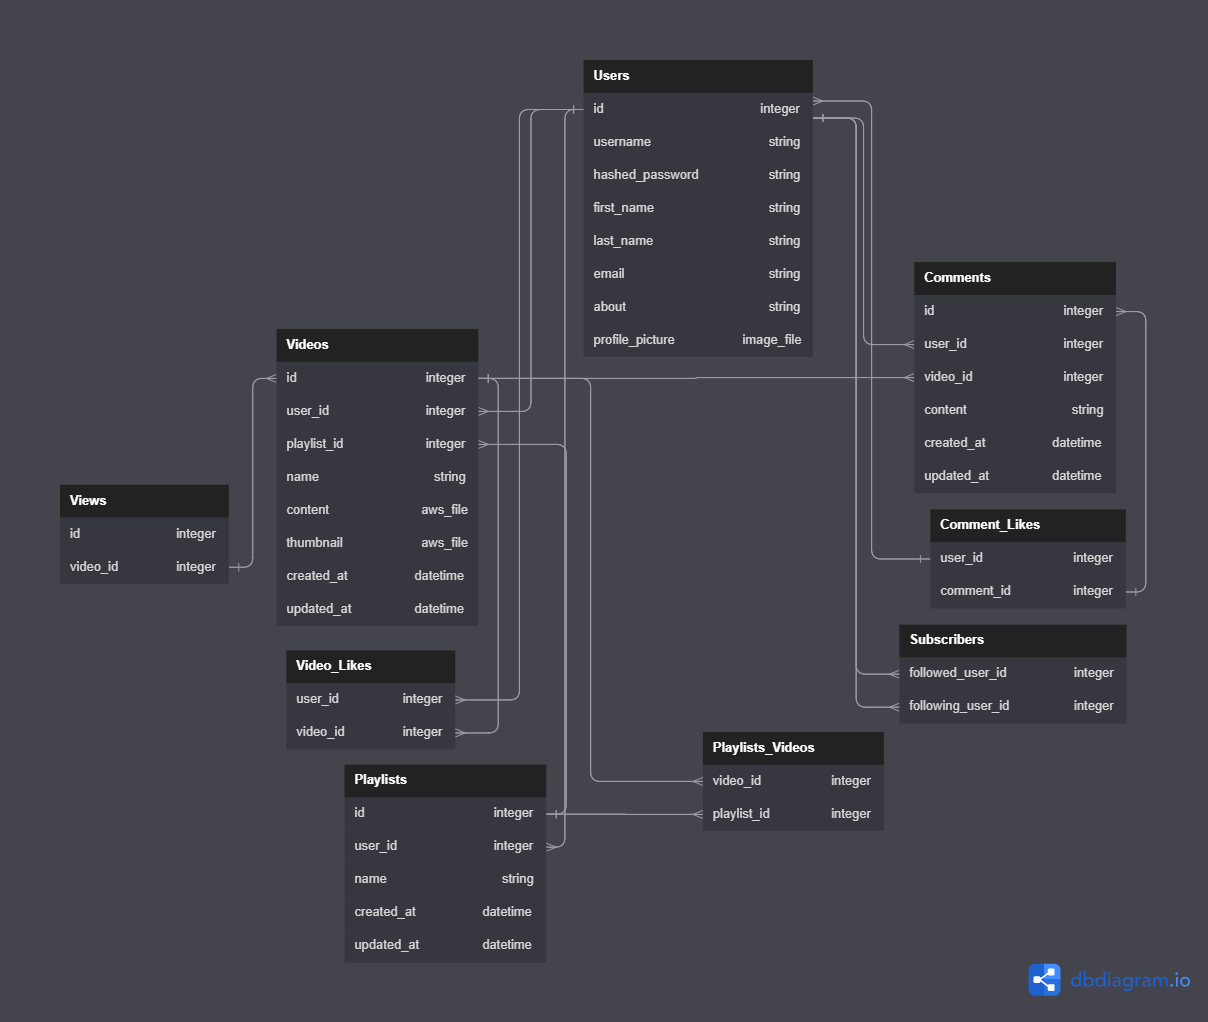 Users
id integer
username string
hashed_password string
first_name string
last_name string
email string
about string
profile_picture image_file
Comments
id integer
user_id integer
video_id integer
content string
created_at datetime
updated_at datetime
Videos
id integer
user_id integer
playlist_id integer
name string
content aws_file
thumbnail aws_file
created_at datetime
updated_at datetime
Views
id integer
video_id integer
Comment_Likes
user_id integer
comment_id integer
Subscribers
followed_user_id integer
following_user_id integer
Video_Likes
user_id integer
video_id integer
Playlists_Videos
video_id integer
playlist_id integer
Playlists
id integer
user_id integer
name string
created_at datetime
updated_at datetime
dbdiagram.io